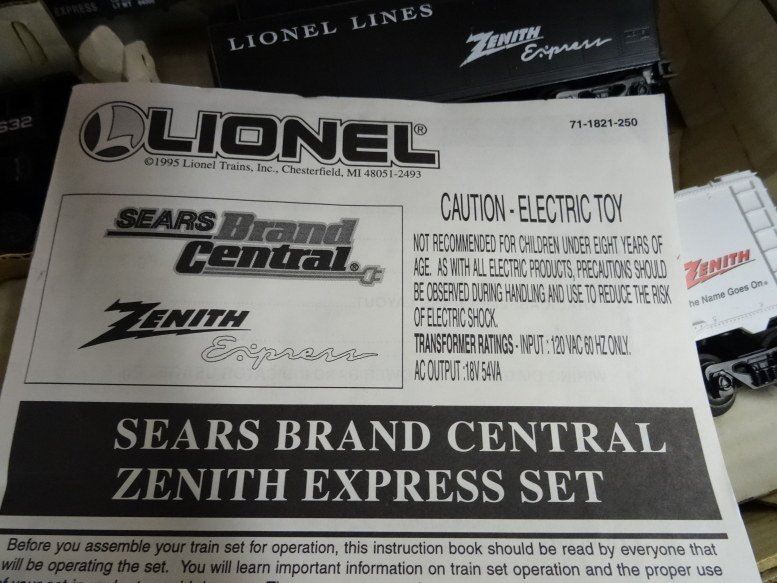 EXPRESS
LIONEL LINES
ZENITH
Express
LIONEL®
©1995 Lionel Trains, Inc., Chesterfield, MI 48051-2493
71-1821-250
SEARS Brand
Central®
ZENITH
Express
CAUTION - ELECTRIC TOY
NOT RECOMMENDED FOR CHILDREN UNDER EIGHT YEARS OF
AGE. AS WITH ALL ELECTRIC PRODUCTS, PRECAUTIONS SHOULD
BE OBSERVED DURING HANDLING AND USE TO REDUCE THE RISK
OF ELECTRIC SHOCK.
TRANSFORMER RATINGS - INPUT : 120 VAC 60 HZ ONLY.
AC OUTPUT :18V 54VA
ZENITH
he Name Goes On®
SEARS BRAND CENTRAL
ZENITH EXPRESS SET
Before you assemble your train set for operation, this instruction book should be read by everyone that
will be operating the set. You will learn important information on train set operation and the proper use